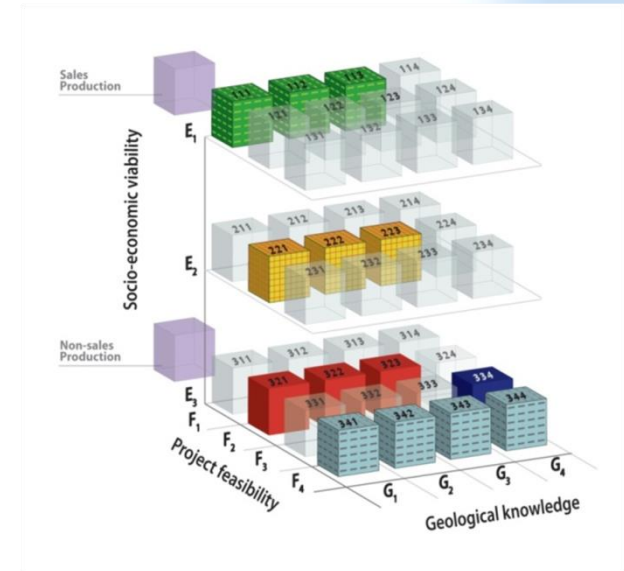 Sales
Production
111 112 113 114
121 122 123 124
131 132 133 134
E1
Socio-economic viability
211 212 213 214
221 222 223 224
231 232 233 234
E2
Non-sales
Production
311 312 313 314
321 322 323 324
331 332 333 334
341 342 343 344
E3
F1
F2
F3
F4
Project feasibility
G1
G2
G3
G4
Geological knowledge